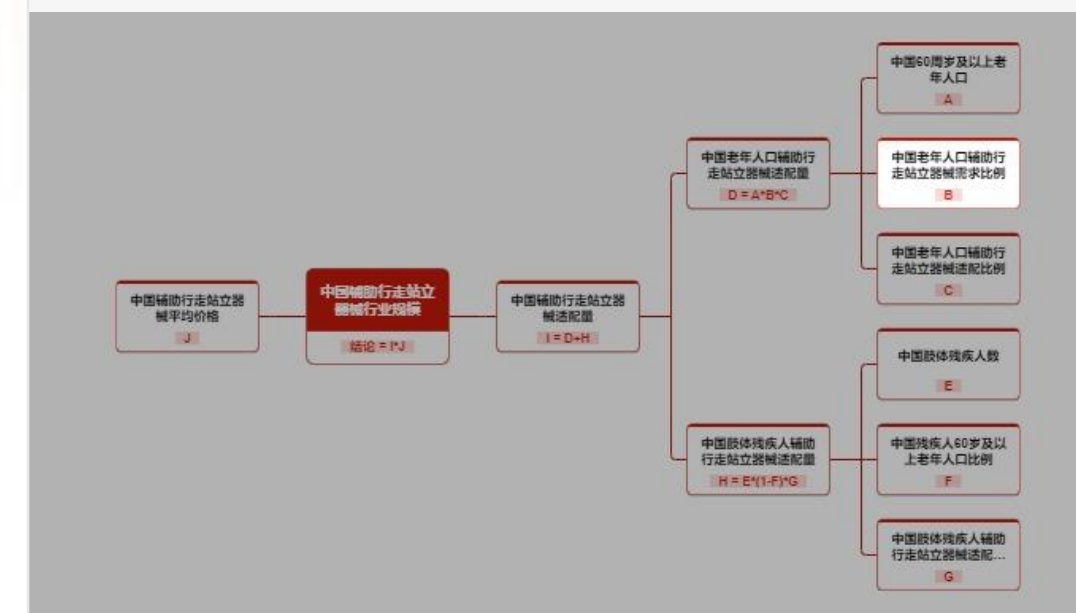 中国60周岁及以上老
年人口
A
中国老年人口辅助行
走站立器械适配量
D = A*B*C
中国老年人口辅助行
走站立器械需求比例
B
中国老年人口辅助行
走站立器械适配比例
C
中国辅助行走站立器
械平均价格
J
中国辅助行走站立
器械行业规模
结论 = I*J
中国辅助行走站立器
械适配量
I = D+H
中国肢体残疾人数
E
中国肢体残疾人辅助
行走站立器械适配量
H = E*(1-F)*G
中国残疾人60岁及以
上老年人口比例
F
中国肢体残疾人辅助
行走站立器械适配...
G